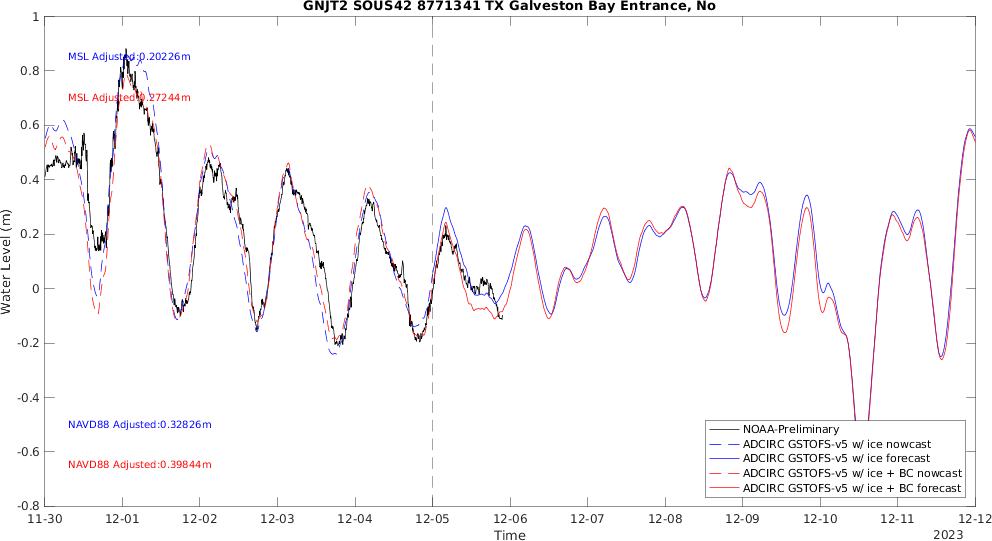 GNJT2 SOUS42 8771341 TX Galveston Bay Entrance, No
1
0.8
0.6
0.4
0.2
0
-0.2
-0.4
-0.6
-0.8
Water Level (m)
MSL Adjusted:0.20226m
MSL Adjusted:0.27244m
NAVD88 Adjusted:0.32826m
NAVD88 Adjusted:0.39844m
NOAA-Preliminary
ADCIRC GSTOFS-v5 w/ ice nowcast
ADCIRC GSTOFS-v5 w/ ice forecast
ADCIRC GSTOFS-v5 w/ ice + BC nowcast
ADCIRC GSTOFS-v5 w/ ice + BC forecast
11-30 12-01 12-02 12-03 12-04 12-05 12-06 12-07 12-08 12-09 12-10 12-11 12-12
Time
2023